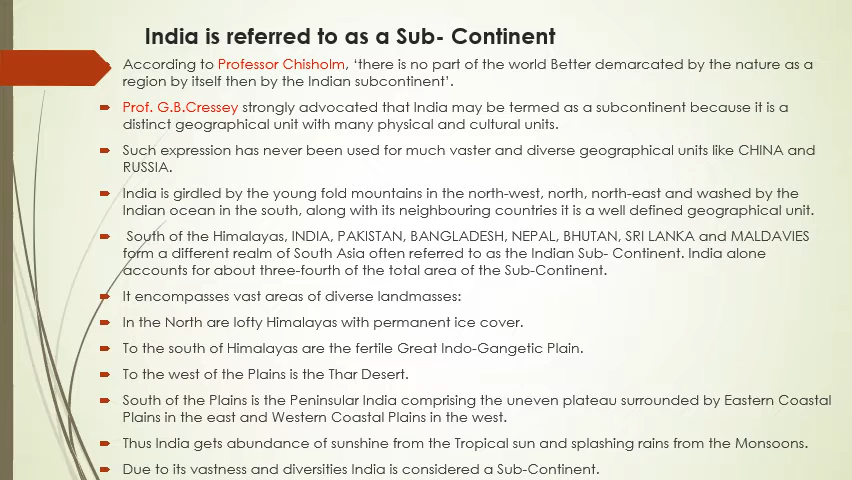 India is referred to as a Sub- Continent
According to Professor Chisholm, ‘there is no part of the world Better demarcated by the nature as a
region by itself then by the Indian subcontinent’.
Prof. G.B.Cressey strongly advocated that India may be termed as a subcontinent because it is a
distinct geographical unit with many physical and cultural units.
Such expression has never been used for much vaster and diverse geographical units like CHINA and
RUSSIA.
India is girdled by the young fold mountains in the north-west, north, north-east and washed by the
Indian ocean in the south, along with its neighbouring countries it is a well defined geographical unit.
South of the Himalayas, INDIA, PAKISTAN, BANGLADESH, NEPAL, BHUTAN, SRI LANKA and MALDAVIES
form a different realm of South Asia often referred to as the Indian Sub- Continent. India alone
accounts for about three-fourth of the total area of the Sub-Continent.
It encompasses vast areas of diverse landmasses:
In the North are lofty Himalayas with permanent ice cover.
To the south of Himalayas are the fertile Great Indo-Gangetic Plain.
To the west of the Plains is the Thar Desert.
South of the Plains is the Peninsular India comprising the uneven plateau surrounded by Eastern Coastal
Plains in the east and Western Coastal Plains in the west.
Thus India gets abundance of sunshine from the Tropical sun and splashing rains from the Monsoons.
Due to its vastness and diversities India is considered a Sub-Continent.